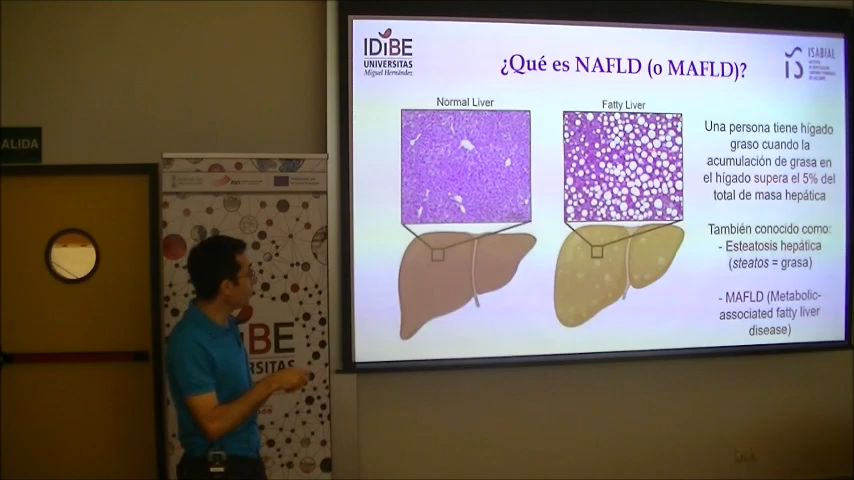 IDiBE
UNIVERSITAS
Miguel Hernández
¿Qué es NAFLD (o MAFLD)?
ISABIAL
Normal Liver
Fatty Liver
Una persona tiene hígado
graso cuando la
acumulación de grasa en
el hígado supera el 5% del
total de masa hepática
También conocido como:
- Esteatosis hepática
(steatos = grasa)
- MAFLD (Metabolic-
associated fatty liver
disease)
ALIDA
iBE
RSITAS